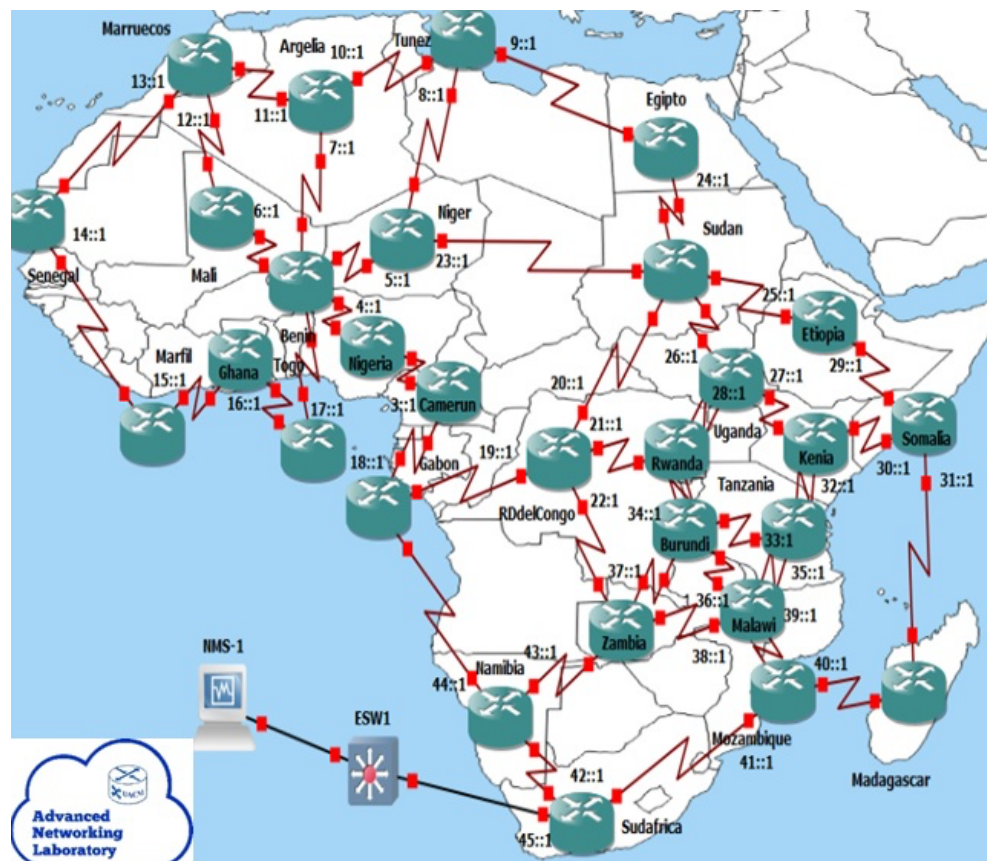 Marruecos
Argelia
Tunez
10::1
9::1
13::1
11::1
8::1
12::1
7::1
Egipto
24::1
6::1
14::1
Niger
23::1
Sudan
Senegal
Mali
5::1
4::1
25::1
Etiopia
Benin
Marfil
Ghana
Togo
Nigeria
26::1
29::1
15::1
16::1
17::1
3::1
Camerun
20::1
27::1
28::1
21::1
Uganda
Somalia
18::1
Gabon
19::1
Rwanda
Kenia
30::1
31::1
Tanzania
32::1
22:1
RDdelCongo
34::1
Burundi
33:1
37::1
35::1
36::1
Malawi
39::1
Zambia
38::1
43::1
NMS-1
Namibia
44::1
40::1
ESW1
Mozambique
41::1
Madagascar
42::1
45::1
Sudafrica
UACM
Advanced
Networking
Laboratory